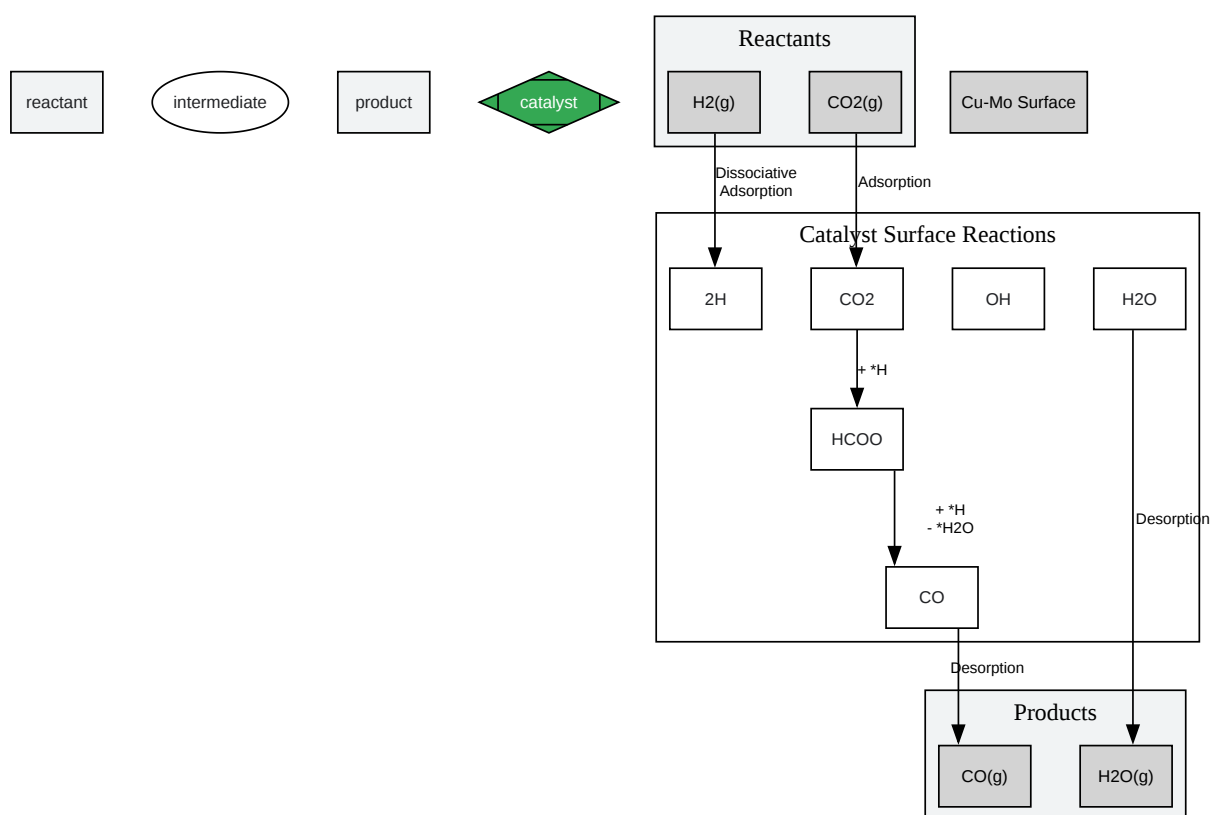 Reactants
reactant
intermediate
product
catalyst
H2(g)
CO2(g)
Cu-Mo Surface
Dissociative
Adsorption
Adsorption
Catalyst Surface Reactions
2H
CO2
OH
H2O
+ *H
HCOO
+ *H
- *H2O
Desorption
CO
Desorption
Products
CO(g)
H2O(g)